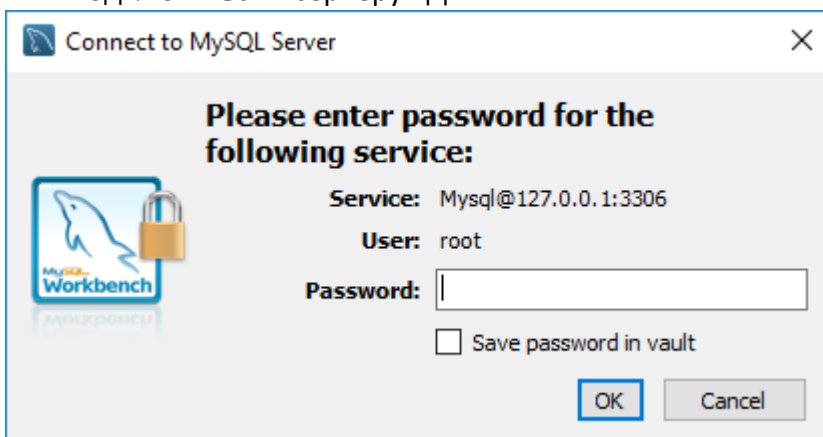 Connect to MySQL Server
Please enter password for the
following service:
Service: Mysql@127.0.0.1:3306
User: root
MySQL
Workbench
Password:
Save password in vault
OK Cancel